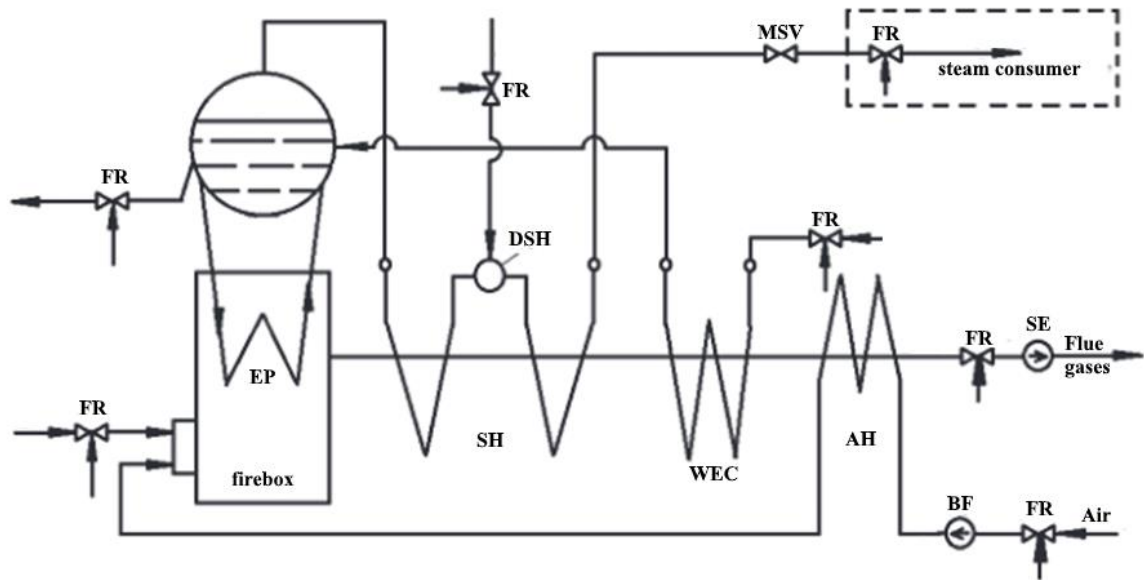 MSV
FR
steam consumer
FR
FR
FR
DSH
SE
FR
Flue
gases
EP
FR
SH
AH
WEC
firebox
BF
FR
Air